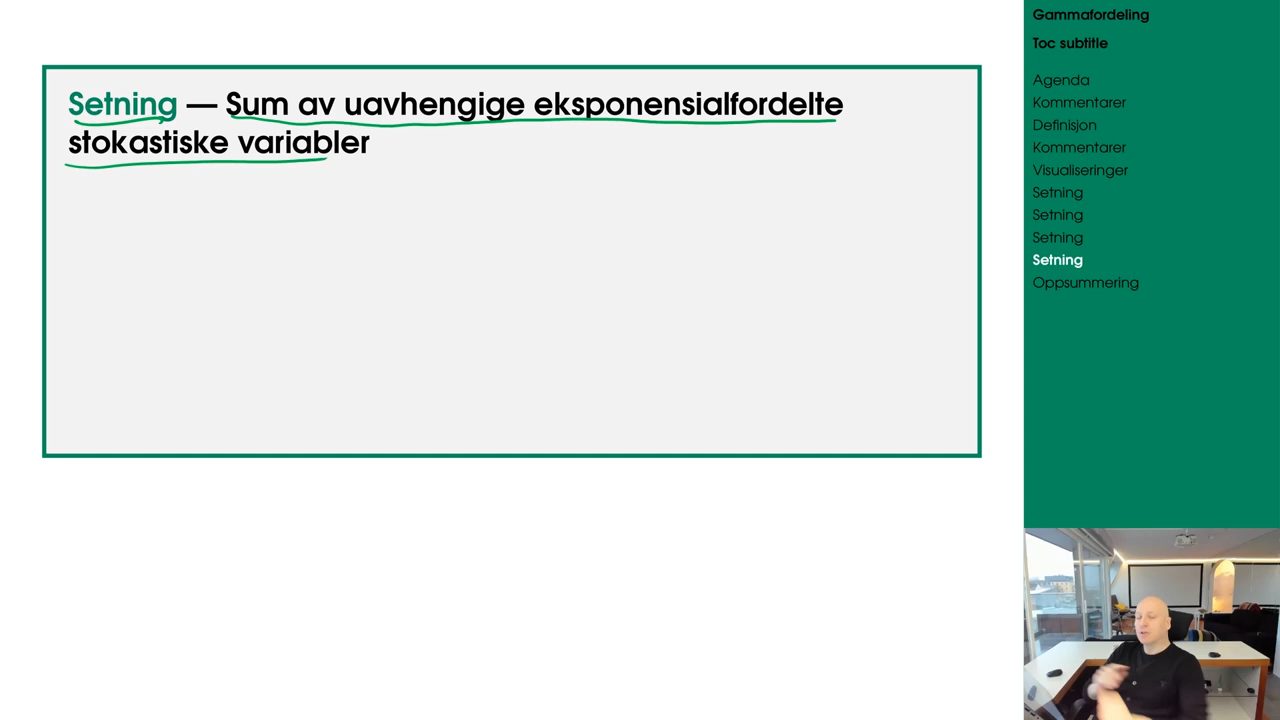 Setning — Sum av uavhengige eksponensialfordelte
stokastiske variabler
Gammafordeling
Toc subtitle
Agenda
Kommentarer
Definisjon
Kommentarer
Visualiseringer
Setning
Setning
Setning
Setning
Oppsummering